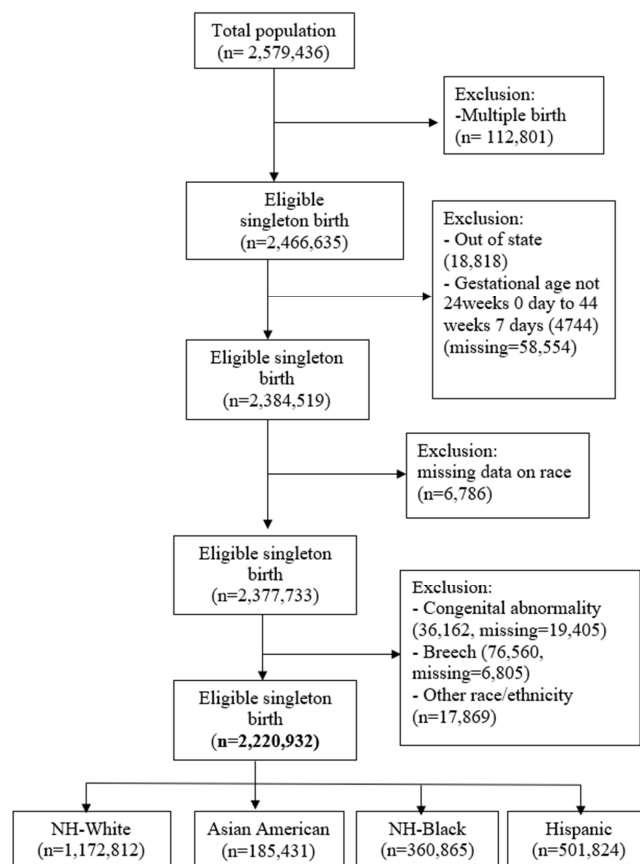 Total population
(n= 2,579,436)
Exclusion:
-Multiple birth
(n= 112,801)
Eligible
singleton birth
(n=2,466,635)
Exclusion:
- Out of state
(18,818)
- Gestational age not
24weeks 0 day to 44
weeks 7 days (4744)
(missing=58,554)
Eligible singleton
birth
(n=2,384,519)
Exclusion:
missing data on race
(n=6,786)
Eligible singleton
birth
(n=2,377,733)
Exclusion:
- Congenital abnormality
(36,162, missing=19,405)
- Breech (76,560,
missing=6,805)
- Other race/ethnicity
(n=17,869)
Eligible singleton
birth
(n=2,220,932)
NH-White
(n=1,172,812)
Asian American
(n=185,431)
NH-Black
(n=360,865)
Hispanic
(n=501,824)